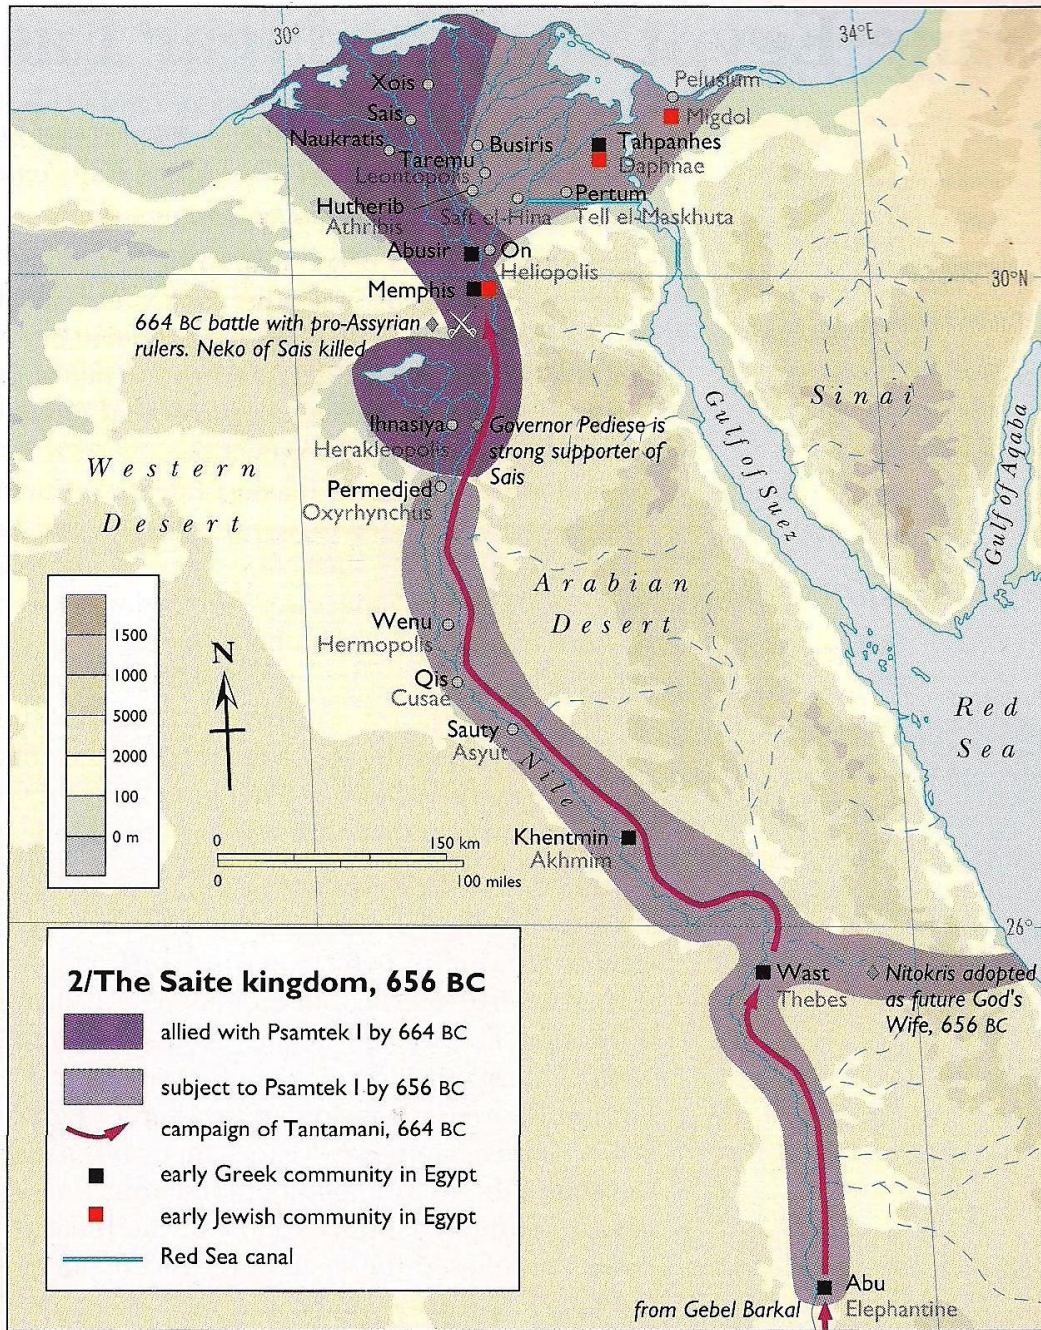 30°
34°E
Xois
Sais
Naukratis
Busiris
Taremu
Leontopolis
Pelusium
Migdol
Tahpanhes
Daphnae
Hutherib
Athribis
Saft el-Hina
Pertum
Tell el-Maskhuta
Abusir
On
Heliopolis
30°N
Memphis
664 BC battle with pro-Assyrian
rulers. Neko of Sais killed
Ihnasiya
Herakleopolis
Governor Pediese is
strong supporter of
Sais
Permedjed
Oxyrhynchus
Western
Desert
Sinai
Gulf of Suez
Gulf of Aqaba
Arabian
Desert
Red
Sea
Wenu
Hermopolis
Qis
Cusae
Sauty
Asyut
Nile
Khentmin
Akhmim
1500
1000
5000
2000
100
0 m
N
0 150 km
0 100 miles
26°
Wast
Thebes
Nitokris adopted
as future God's
Wife, 656 BC
2/The Saite kingdom, 656 BC
allied with Psamtek I by 664 BC
subject to Psamtek I by 656 BC
campaign of Tantamani, 664 BC
early Greek community in Egypt
early Jewish community in Egypt
Red Sea canal
Abu
Elephantine
from Gebel Barkal